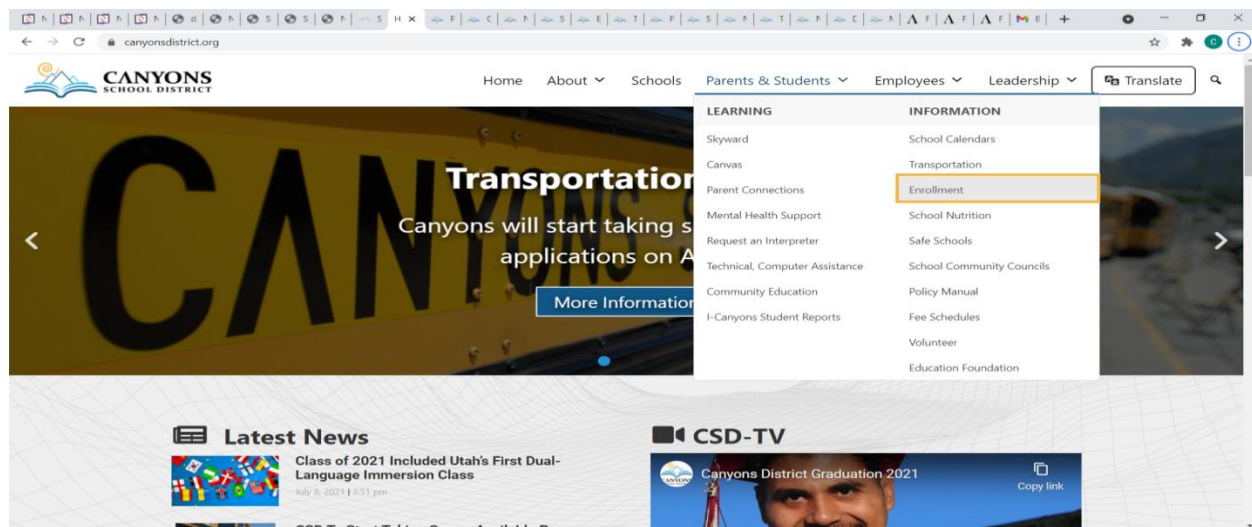 canyonsdistrict.org
CANYONS
SCHOOL DISTRICT
Home About Schools Parents & Students Employees Leadership Translate
LEARNING
Skyward
Canvas
Parent Connections
Mental Health Support
Request an Interpreter
Technical, Computer Assistance
Community Education
I-Canyons Student Reports
INFORMATION
School Calendars
Transportation
Enrollment
School Nutrition
Safe Schools
School Community Councils
Policy Manual
Fee Schedules
Volunteer
Education Foundation
CANYONS
Transportation
Canyons will start taking s
applications on A
More Information
Latest News
Class of 2021 Included Utah's First Dual-
Language Immersion Class
July 8, 2021 | 3:51 pm
CSD-TV
Canyons District Graduation 2021
Copy link